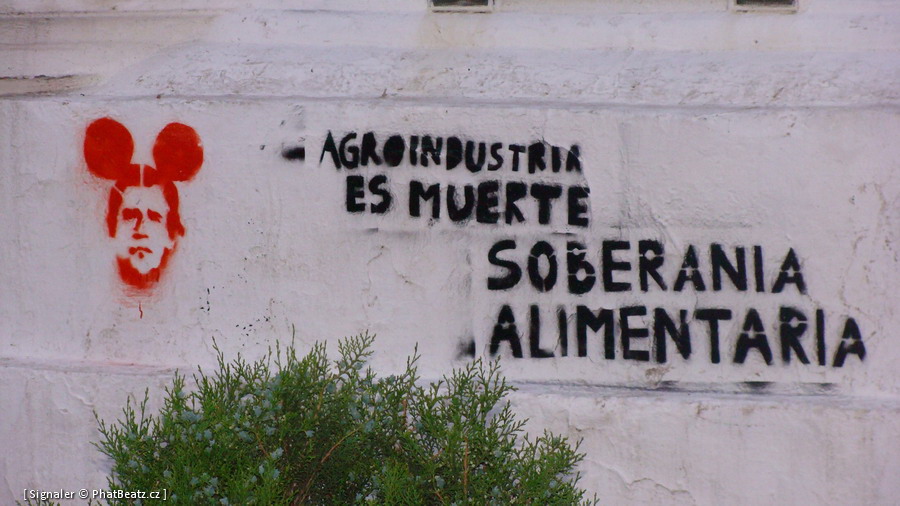 AGROINDUSTRIA
ES MUERTE
SOBERANIA
ALIMENTARIA
[ Signaler © PhatBeatz.cz ]